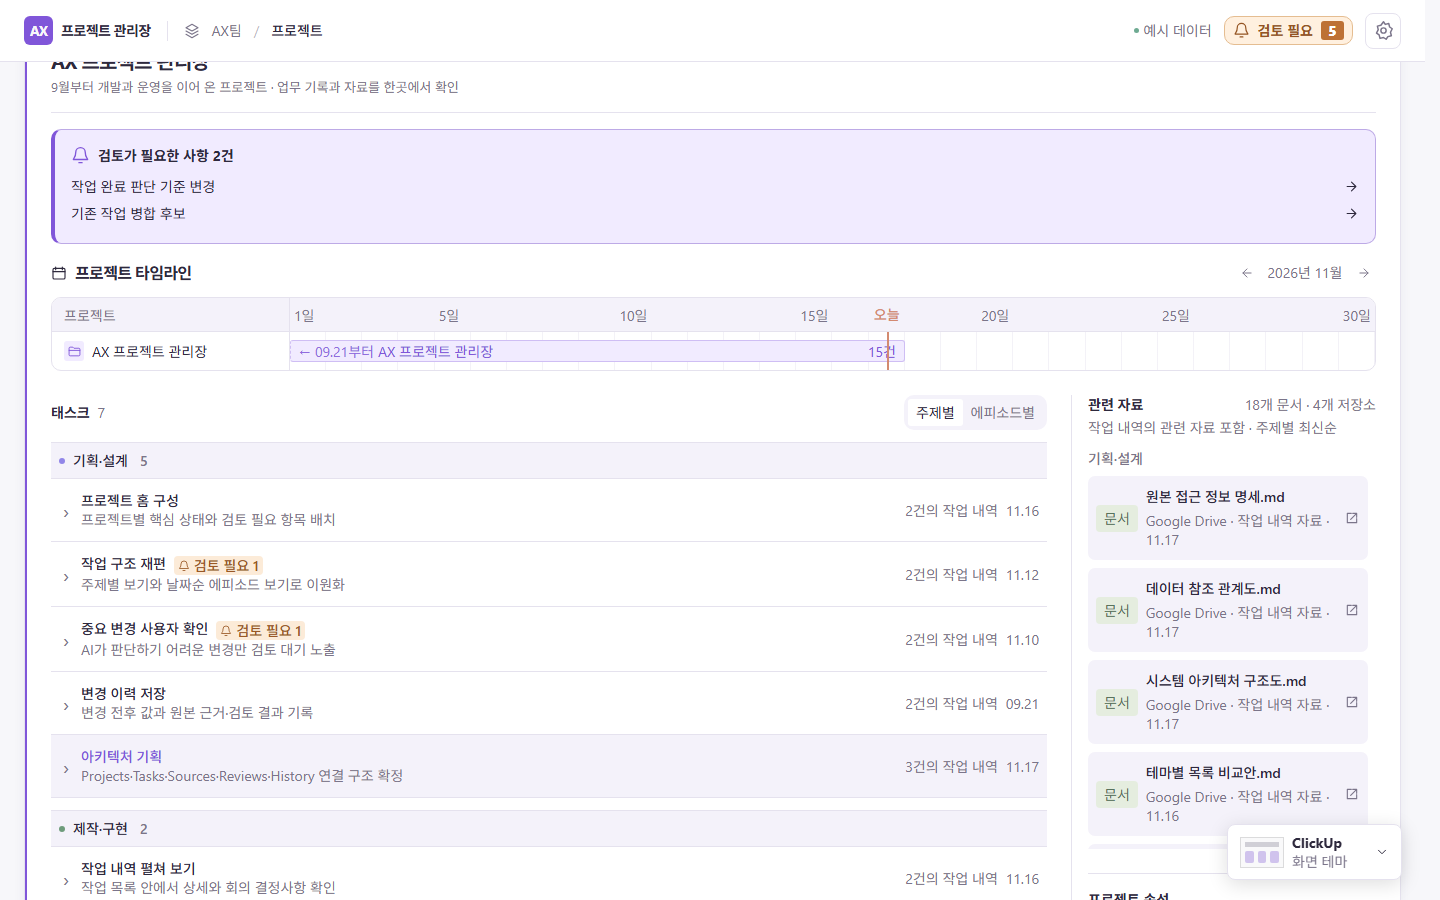 AX 프로젝트 관리장 AX팀 / 프로젝트 예시 데이터 검토 필요 5
AX 프로젝트 관리장
9월부터 개발과 운영을 이어 온 프로젝트 · 업무 기록과 자료를 한곳에서 확인
검토가 필요한 사항 2건
작업 완료 판단 기준 변경 →
기존 작업 병합 후보 →
프로젝트 타임라인 ← 2026년 11월 →
프로젝트 1일 5일 10일 15일 오늘 20일 25일 30일
AX 프로젝트 관리장 ← 09.21부터 AX 프로젝트 관리장 15건
태스크 7 주제별 에피소드별
기획·설계 5
프로젝트 홈 구성
프로젝트별 핵심 상태와 검토 필요 항목 배치
2건의 작업 내역 11.16
작업 구조 재편 검토 필요 1
주제별 보기와 날짜순 에피소드 보기로 이원화
2건의 작업 내역 11.12
중요 변경 사용자 확인 검토 필요 1
AI가 판단하기 어려운 변경만 검토 대기 노출
2건의 작업 내역 11.10
변경 이력 저장
변경 전후 값과 원본 근거·검토 결과 기록
2건의 작업 내역 09.21
아키텍처 기획
Projects·Tasks·Sources·Reviews·History 연결 구조 확정
3건의 작업 내역 11.17
제작·구현 2
작업 내역 펼쳐 보기
작업 목록 안에서 상세와 회의 결정사항 확인
2건의 작업 내역 11.16
관련 자료 18개 문서 · 4개 저장소
작업 내역의 관련 자료 포함 · 주제별 최신순
기획·설계
원본 접근 정보 명세.md
문서 Google Drive · 작업 내역 자료 ·
11.17
데이터 참조 관계도.md
문서 Google Drive · 작업 내역 자료 ·
11.17
시스템 아키텍처 구조도.md
문서 Google Drive · 작업 내역 자료 ·
11.17
테마별 목록 비교안.md
문서 Google Drive · 작업 내역 자료 ·
11.16
프로젝트 속성
ClickUp
화면 테마